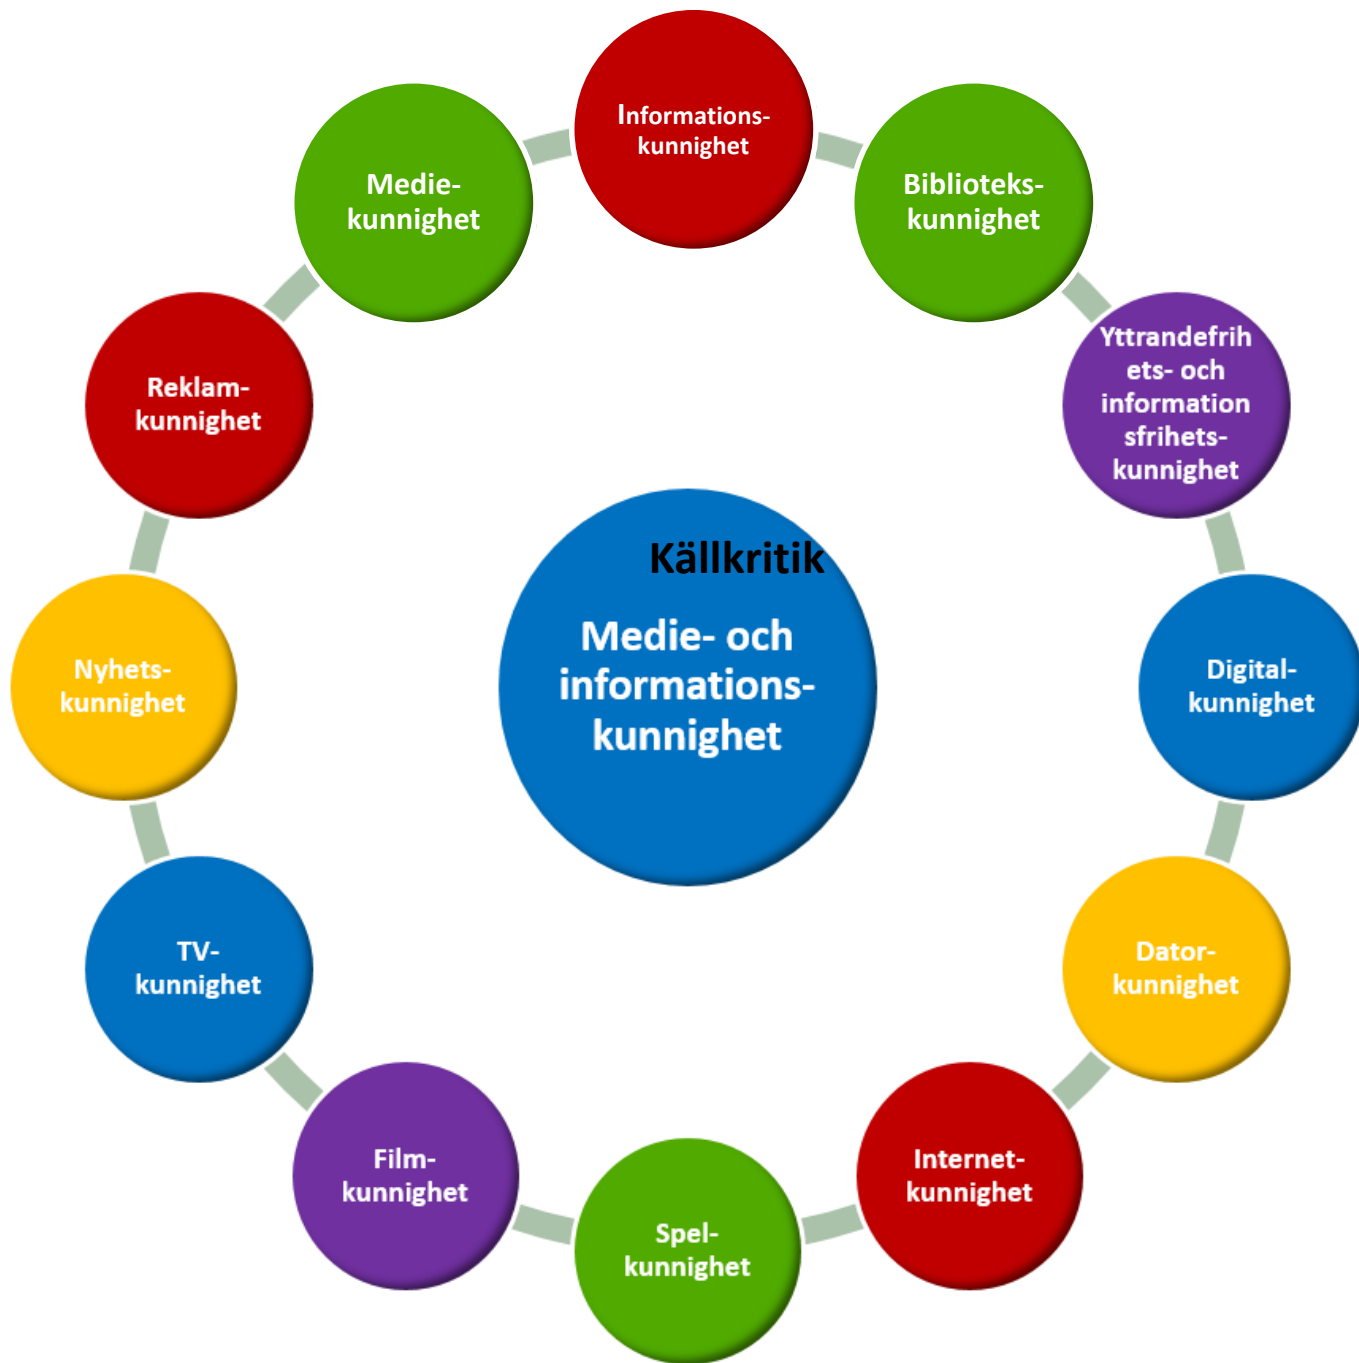 Informations-
kunnighet
Biblioteks-
kunnighet
Yttrandefrih
ets- och
information
sfrihets-
kunnighet
Digital-
kunnighet
Dator-
kunnighet
Internet-
kunnighet
Spel-
kunnighet
Film-
kunnighet
TV-
kunnighet
Nyhets-
kunnighet
Reklam-
kunnighet
Medie-
kunnighet
Källkritik
Medie- och
informations-
kunnighet